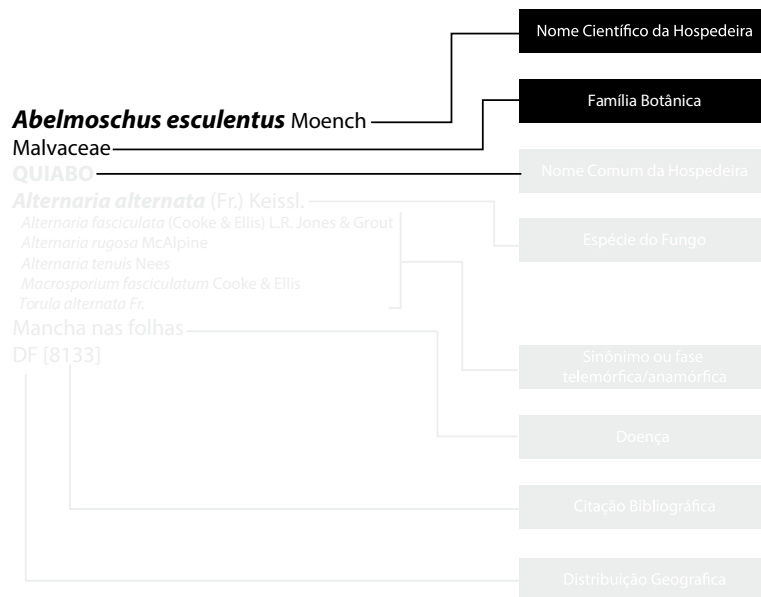 Nome Científico da Hospedeira
Família Botânica
Abelmoschus esculentus Moench
Malvaceae
QUIABO
Nome Comum da Hospedeira
Alternaria alternata (Fr.) Keissl.
Alternaria fasciculata (Cooke & Ellis) L.R. Jones & Grout
Alternaria rugosa McAlpine
Alternaria tenuis Nees
Macrosporium fasciculatum Cooke & Ellis
Torula alternata Fr.
Espécie do Fungo
Mancha nas folhas
DF [8133]
Sinónimo ou fase
telemórfica/anamórfica
Doença
Citação Bibliográfica
Distribuição Geografica